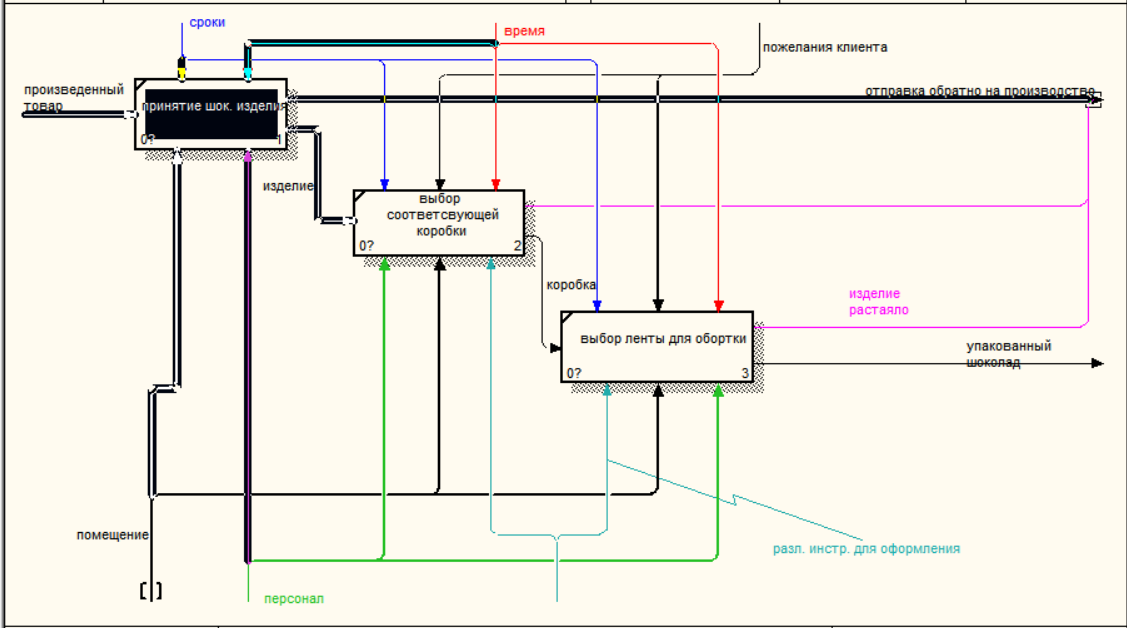 сроки
время
пожелания клиента
произведенный
товар
принятие шок. изделия
0?
1
отправка обратно на производство
изделие
выбор
соответсвующей
коробки
0?
2
коробка
изделие
растаяло
выбор ленты для обортки
0?
3
упакованный
шоколад
помещение
разл. инстр. для оформления
персонал